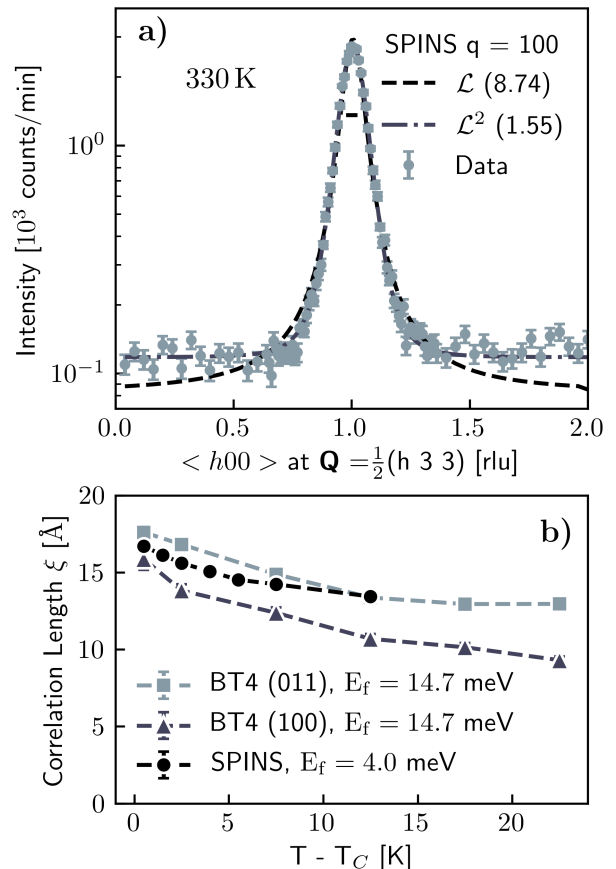 a)
SPINS q = 100
330 K
ℒ (8.74)
ℒ² (1.55)
Data
Intensity [10³ counts/min]
10⁰
10⁻¹
0.0 0.5 1.0 1.5 2.0
< h00 > at Q = ½(h 3 3) [rlu]
b)
Correlation Length ξ [Å]
20
15
10
5
0
BT4 (011), E_f = 14.7 meV
BT4 (100), E_f = 14.7 meV
SPINS, E_f = 4.0 meV
0 5 10 15 20
T - T_C [K]